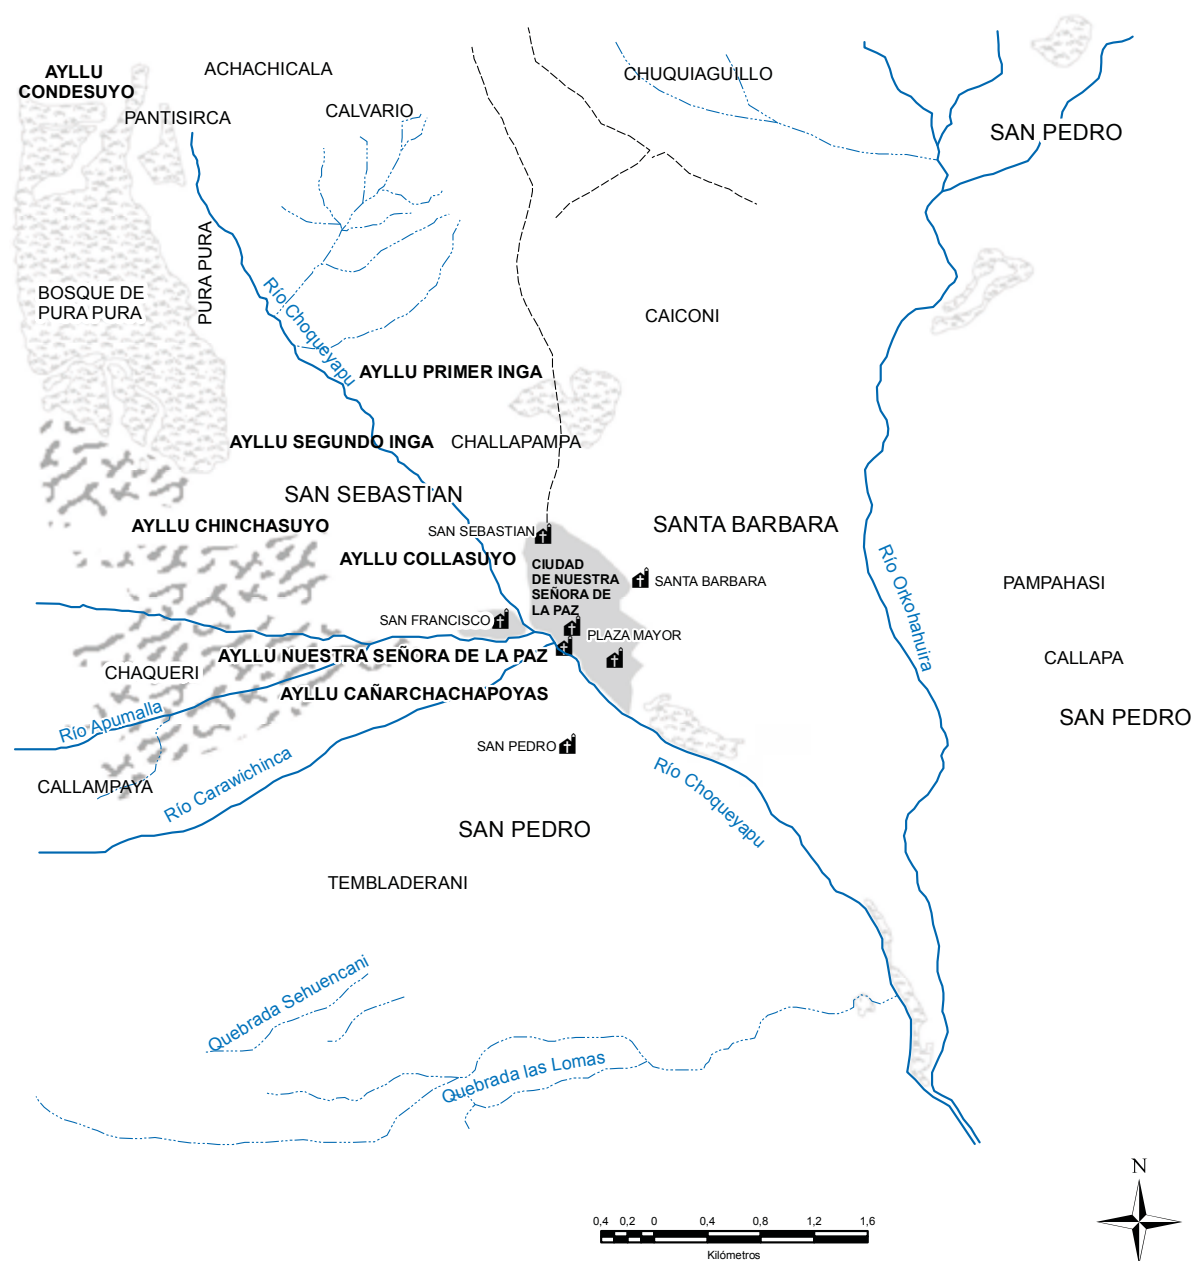 AYLLU
CONDESUYO
ACHACHICALA
CHUQUIAGUILLO
PANTISIRCA
CALVARIO
SAN PEDRO
PURA PURA
BOSQUE DE
PURA PURA
Río Choqueyapu
CAICONI
AYLLU PRIMER INGA
AYLLU SEGUNDO INGA
CHALLAPAMPA
SAN SEBASTIAN
AYLLU CHINCHASUYO
SAN SEBASTIAN
SANTA BARBARA
AYLLU COLLASUYO
CIUDAD
DE NUESTRA
SEÑORA DE
LA PAZ
SANTA BARBARA
Río Orkohahuira
PAMPAHASI
SAN FRANCISCO
PLAZA MAYOR
AYLLU NUESTRA SEÑORA DE LA PAZ
CALLAPA
CHAQUERI
AYLLU CAÑARCHACHAPOYAS
Río Apumalla
SAN PEDRO
SAN PEDRO
CALLAMPAYA
Río Carawichinca
Río Choqueyapu
SAN PEDRO
TEMBLADERANI
Quebrada Sehuencani
Quebrada las Lomas
N
0,4 0,2 0 0,4 0,8 1,2 1,6
Kilómetros